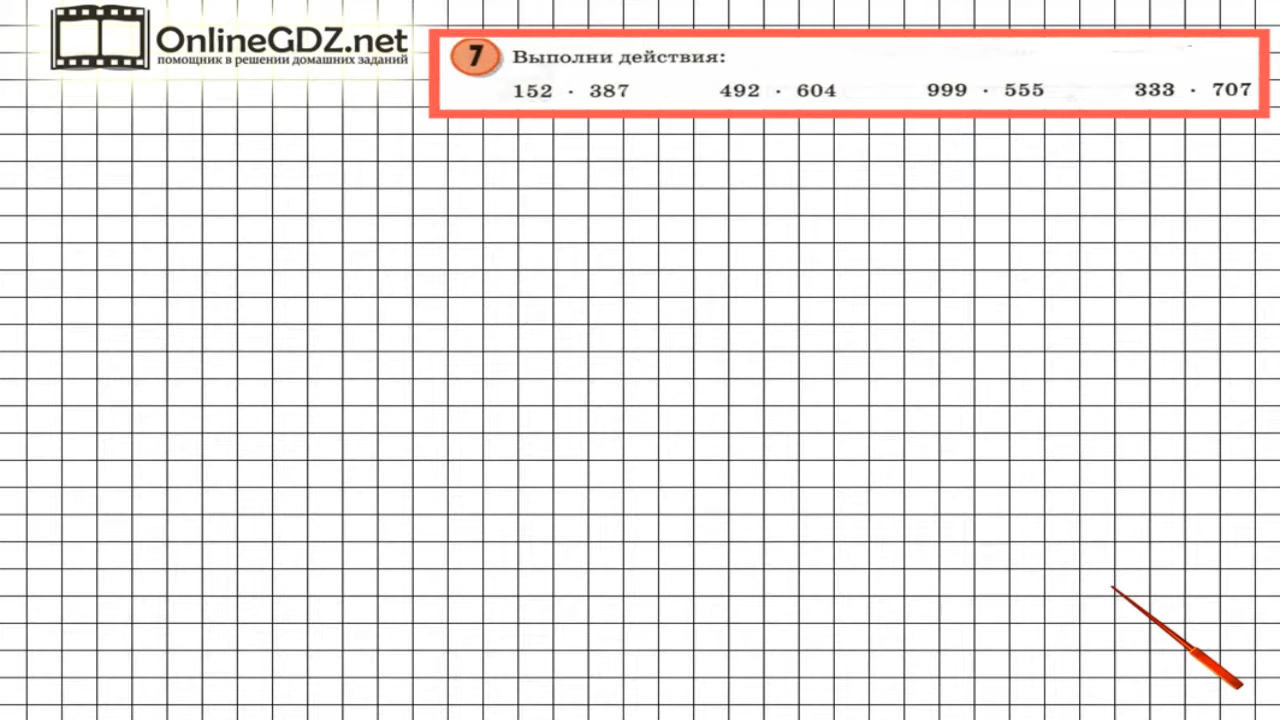 OnlineGDZ.net
помощник в решении домашних заданий
7 Выполни действия:
152 · 387 492 · 604 999 · 555 333 · 707